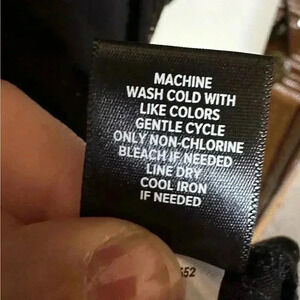 MACHINE
WASH COLD WITH
LIKE COLORS
GENTLE CYCLE
ONLY NON-CHLORINE
BLEACH IF NEEDED
LINE DRY
COOL IRON
IF NEEDED